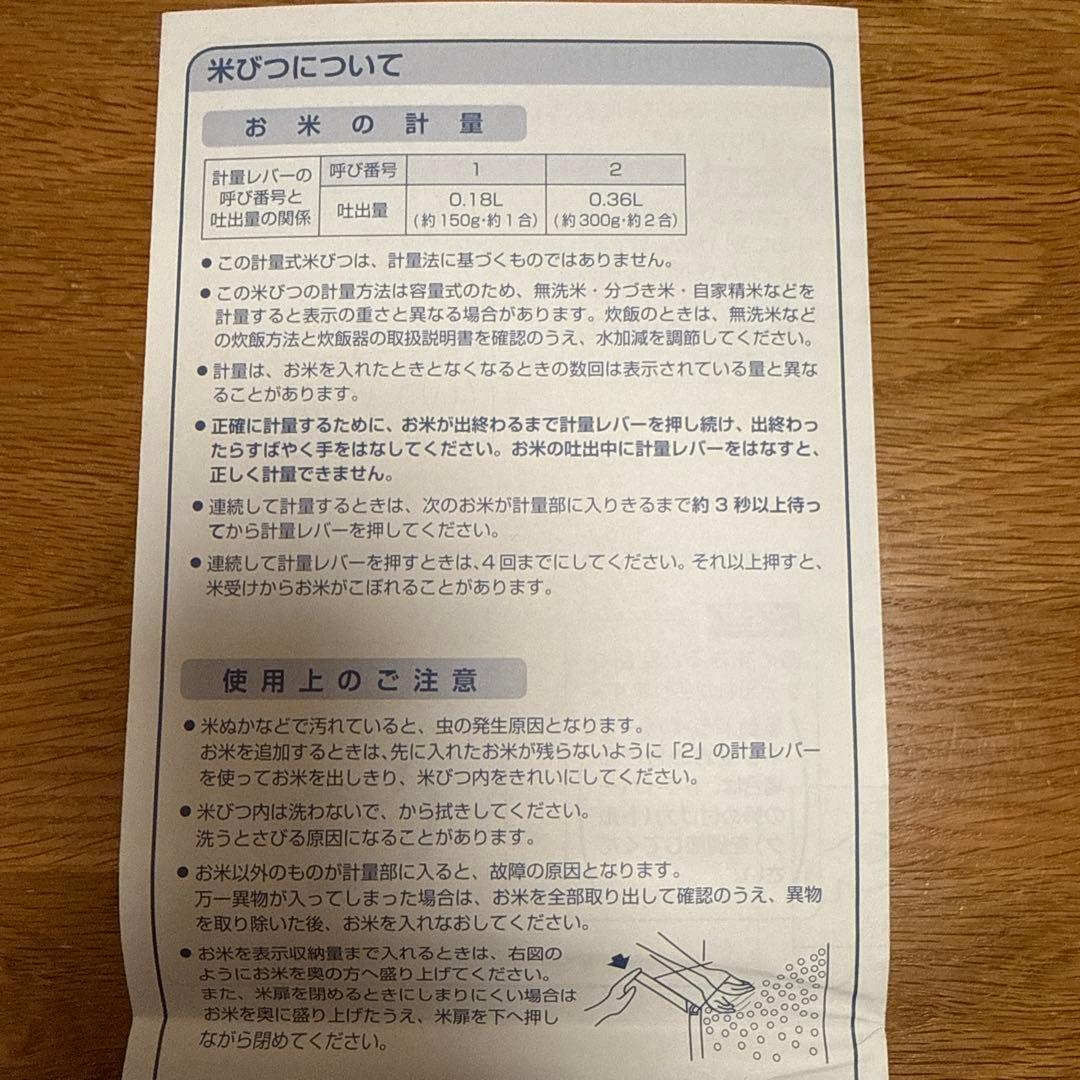 米びつについて
お米の計量
計量レバーの
呼び番号と
吐出量の関係
呼び番号 1 2
吐出量 0.18L 0.36L
(約150g・約1合) (約300g・約2合)
●この計量式米びつは、計量法に基づくものではありません。
●この米びつの計量方法は容量式のため、無洗米・分づき米・自家精米などを
計量すると表示の重さと異なる場合があります。炊飯のときは、無洗米など
の炊飯方法と炊飯器の取扱説明書を確認のうえ、水加減を調節してください。
●計量は、お米を入れたときとなくなるときの数回は表示されている量と異な
ることがあります。
●正確に計量するために、お米が出終わるまで計量レバーを押し続け、出終わっ
たらすばやく手をはなしてください。お米の吐出中に計量レバーをはなすと、
正しく計量できません。
●連続して計量するときは、次のお米が計量部に入りきるまで約3秒以上待っ
てから計量レバーを押してください。
●連続して計量レバーを押すときは、4回までにしてください。それ以上押すと、
米受けからお米がこぼれることがあります。
使用上のご注意
●米ぬかなどで汚れていると、虫の発生原因となります。
お米を追加するときは、先に入れたお米が残らないように「2」の計量レバー
を使ってお米を出しきり、米びつ内をきれいにしてください。
●米びつ内は洗わないで、から拭きしてください。
洗うとさびる原因になることがあります。
●お米以外のものが計量部に入ると、故障の原因となります。
万一異物が入ってしまった場合は、お米を全部取り出して確認のうえ、異物
を取り除いた後、お米を入れなおしてください。
●お米を表示収納量まで入れるときは、右図の
ようにお米を奥の方へ盛り上げてください。
また、米扉を閉めるときにしまりにくい場合は
お米を奥に盛り上げたうえ、米扉を下へ押し
ながら閉めてください。